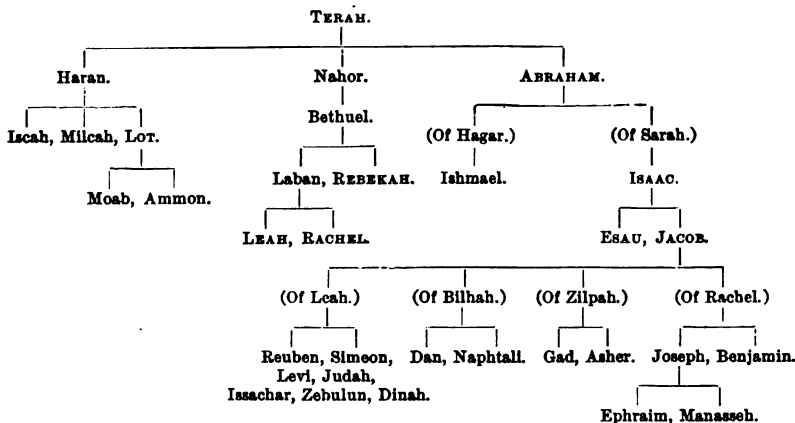 TERAH.
Haran. Nahor. ABRAHAM.
Iscah, Milcah, LOT. Bethuel. (Of Hagar.) (Of Sarah.)
Moab, Ammon. Laban, REBEKAH. Ishmael. ISAAC.
LEAH, RACHEL. ESAU, JACOB.
(Of Leah.) (Of Bilhah.) (Of Zilpah.) (Of Rachel.)
Reuben, Simeon, Dan, Naphtali. Gad, Asher. Joseph, Benjamin.
Levi, Judah,
Issachar, Zebulun, Dinah.
Ephraim, Manasseh.